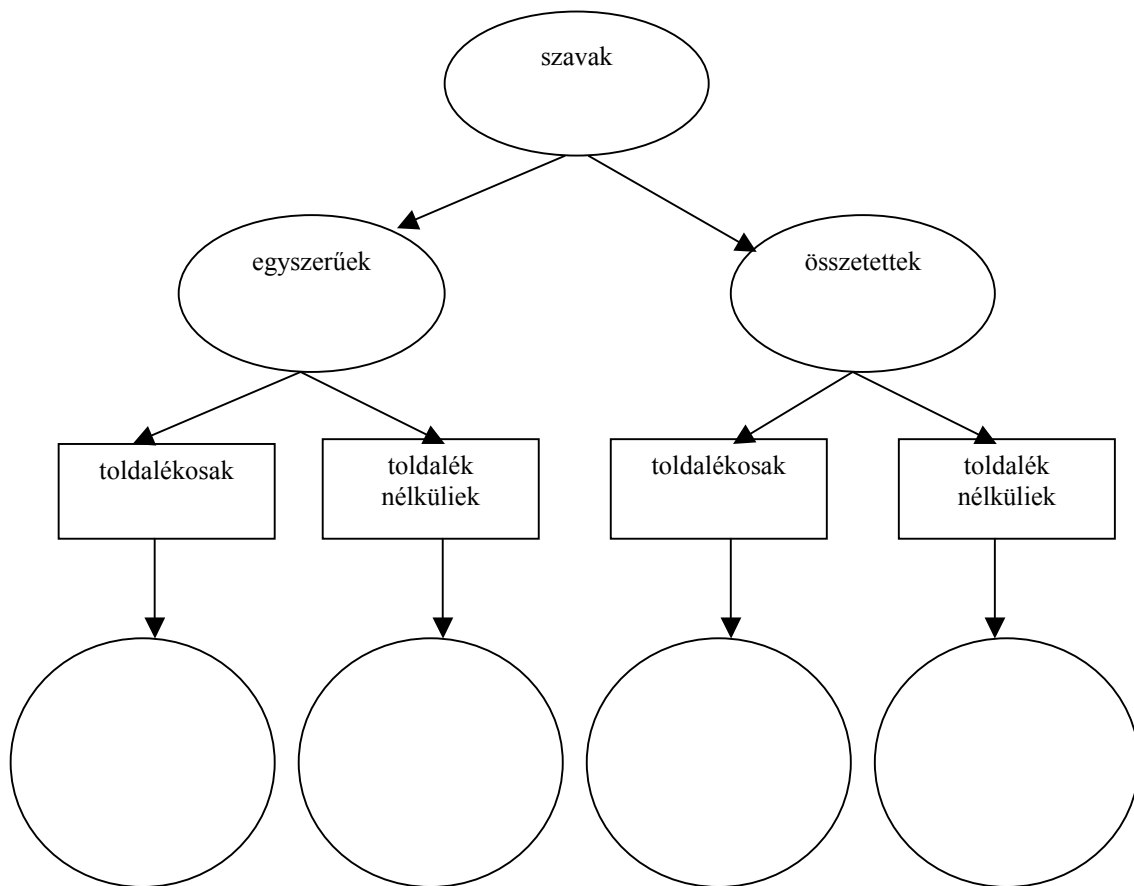 szavak
egyszerűek
összetettek
toldalékosak
toldalék
nélküliek
toldalékosak
toldalék
nélküliek